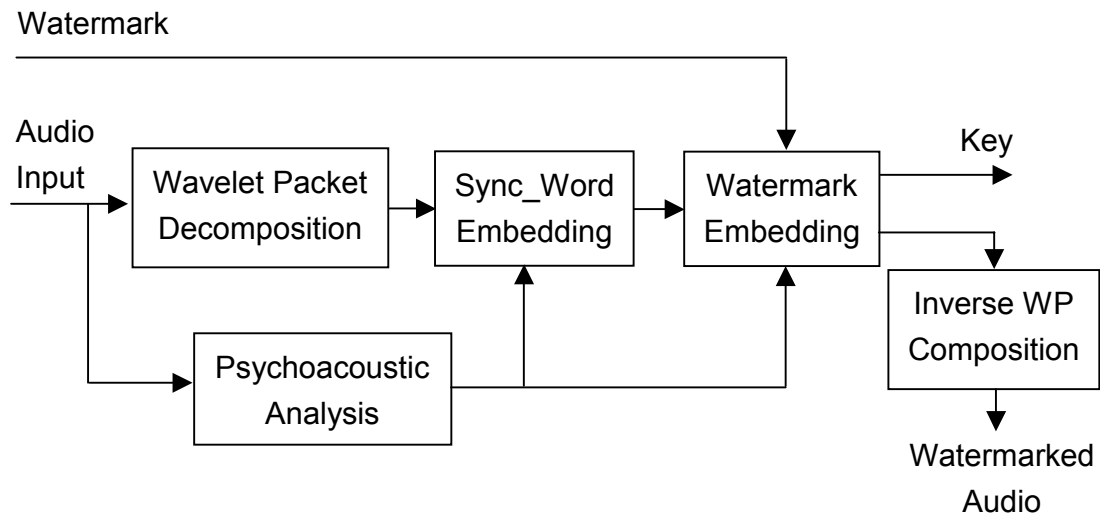 Watermark
Audio
Input
Wavelet Packet
Decomposition
Sync_Word
Embedding
Watermark
Embedding
Key
Psychoacoustic
Analysis
Inverse WP
Composition
Watermarked
Audio